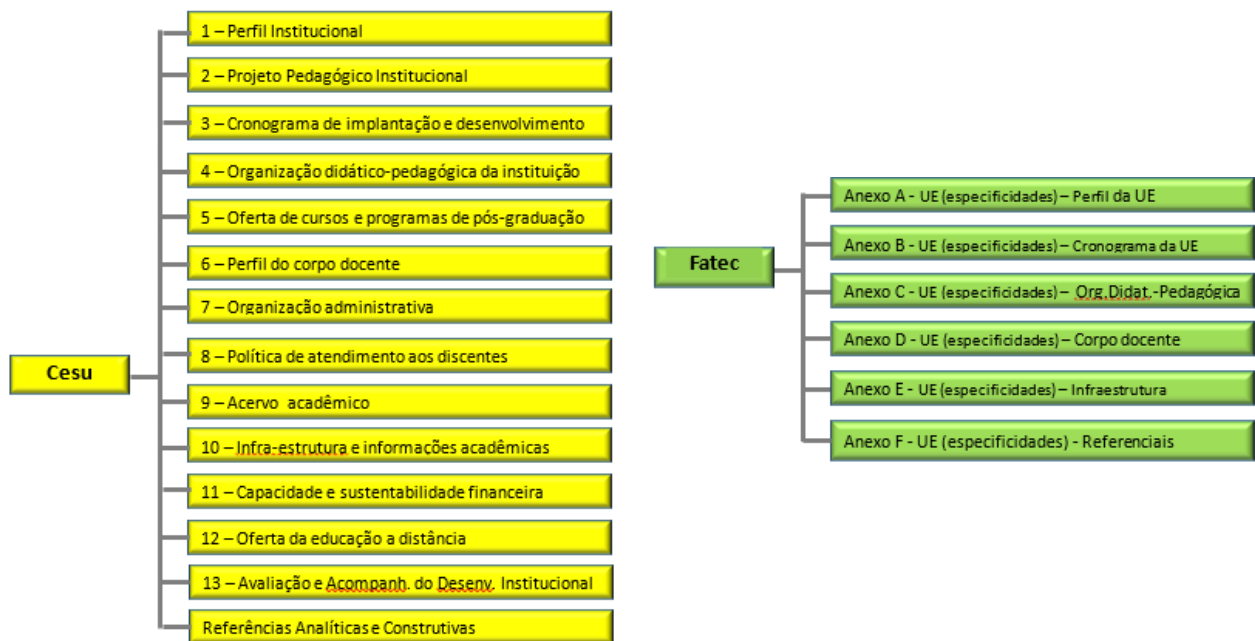 Cesu
1 – Perfil Institucional
2 – Projeto Pedagógico Institucional
3 – Cronograma de implantação e desenvolvimento
4 – Organização didático-pedagógica da instituição
5 – Oferta de cursos e programas de pós-graduação
6 – Perfil do corpo docente
7 – Organização administrativa
8 – Política de atendimento aos discentes
9 – Acervo acadêmico
10 – Infra-estrutura e informações acadêmicas
11 – Capacidade e sustentabilidade financeira
12 – Oferta da educação a distância
13 – Avaliação e Acompanh. do Desenv. Institucional
Referências Analíticas e Construtivas
Fatec
Anexo A - UE (especificidades) – Perfil da UE
Anexo B - UE (especificidades) – Cronograma da UE
Anexo C - UE (especificidades) – Org.Didat.-Pedagógica
Anexo D - UE (especificidades) – Corpo docente
Anexo E - UE (especificidades) – Infraestrutura
Anexo F - UE (especificidades) - Referenciais